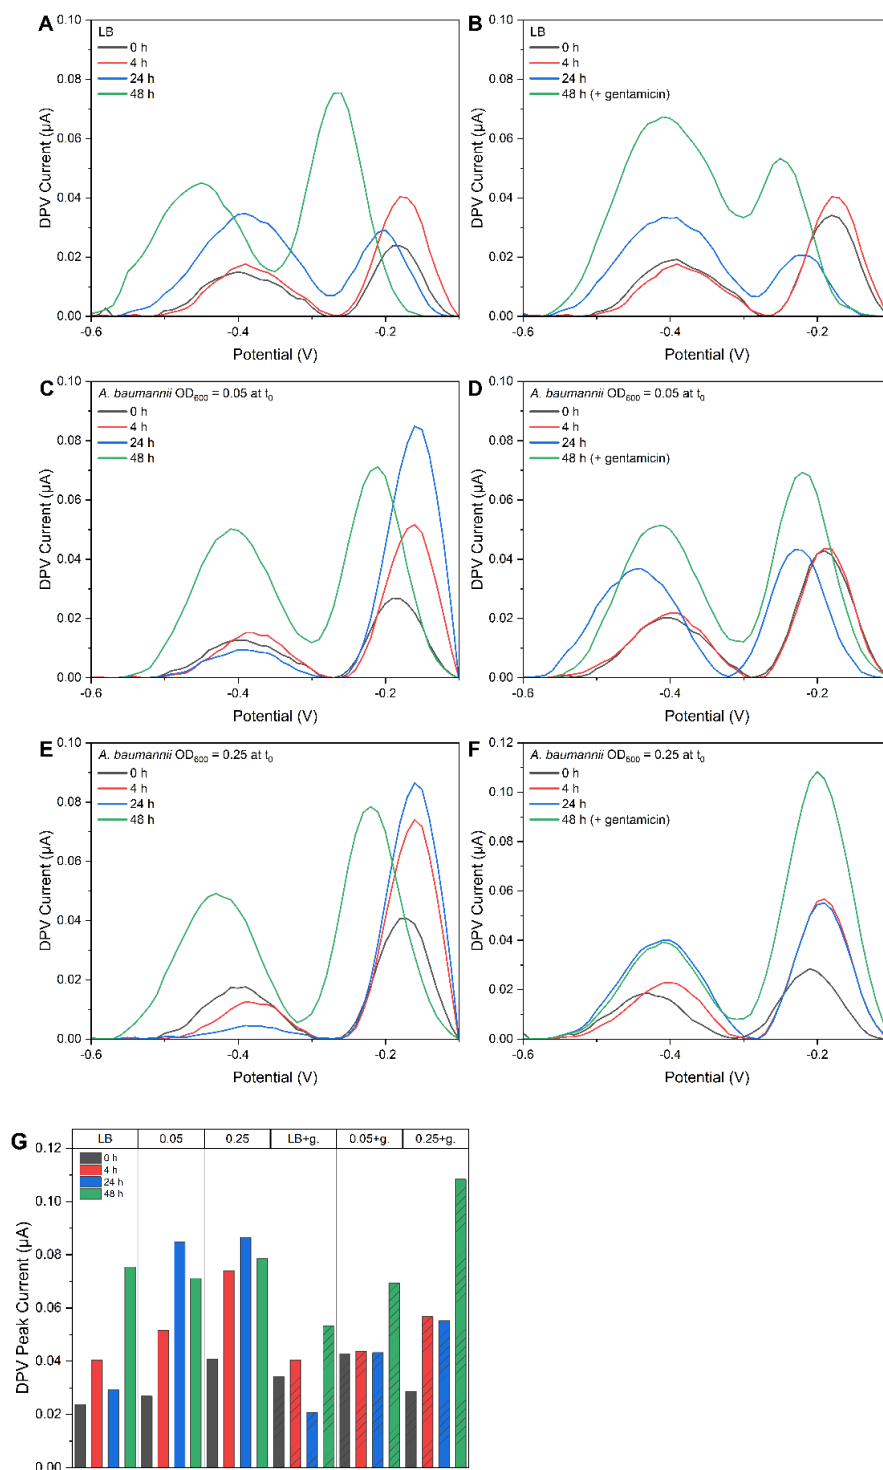 A
LB
0 h
4 h
24 h
48 h
DPV Current (µA)
0.10
0.08
0.06
0.04
0.02
0.00
-0.6
-0.4
-0.2
Potential (V)
B
LB
0 h
4 h
24 h
48 h (+ gentamicin)
DPV Current (µA)
0.10
0.08
0.06
0.04
0.02
0.00
-0.6
-0.4
-0.2
Potential (V)
C
A. baumannii OD600 = 0.05 at t0
0 h
4 h
24 h
48 h
DPV Current (µA)
0.10
0.08
0.06
0.04
0.02
0.00
-0.6
-0.4
-0.2
Potential (V)
D
A. baumannii OD600 = 0.05 at t0
0 h
4 h
24 h
48 h (+ gentamicin)
DPV Current (µA)
0.10
0.08
0.06
0.04
0.02
0.00
-0.6
-0.4
-0.2
Potential (V)
E
A. baumannii OD600 = 0.25 at t0
0 h
4 h
24 h
48 h
DPV Current (µA)
0.10
0.08
0.06
0.04
0.02
0.00
-0.6
-0.4
-0.2
Potential (V)
F
A. baumannii OD600 = 0.25 at t0
0 h
4 h
24 h
48 h (+ gentamicin)
DPV Current (µA)
0.12
0.10
0.08
0.06
0.04
0.02
0.00
-0.6
-0.4
-0.2
Potential (V)
G
LB 0.05 0.25 LB+g. 0.05+g. 0.25+g.
0 h
4 h
24 h
48 h
DPV Peak Current (µA)
0.12
0.10
0.08
0.06
0.04
0.02
0.00